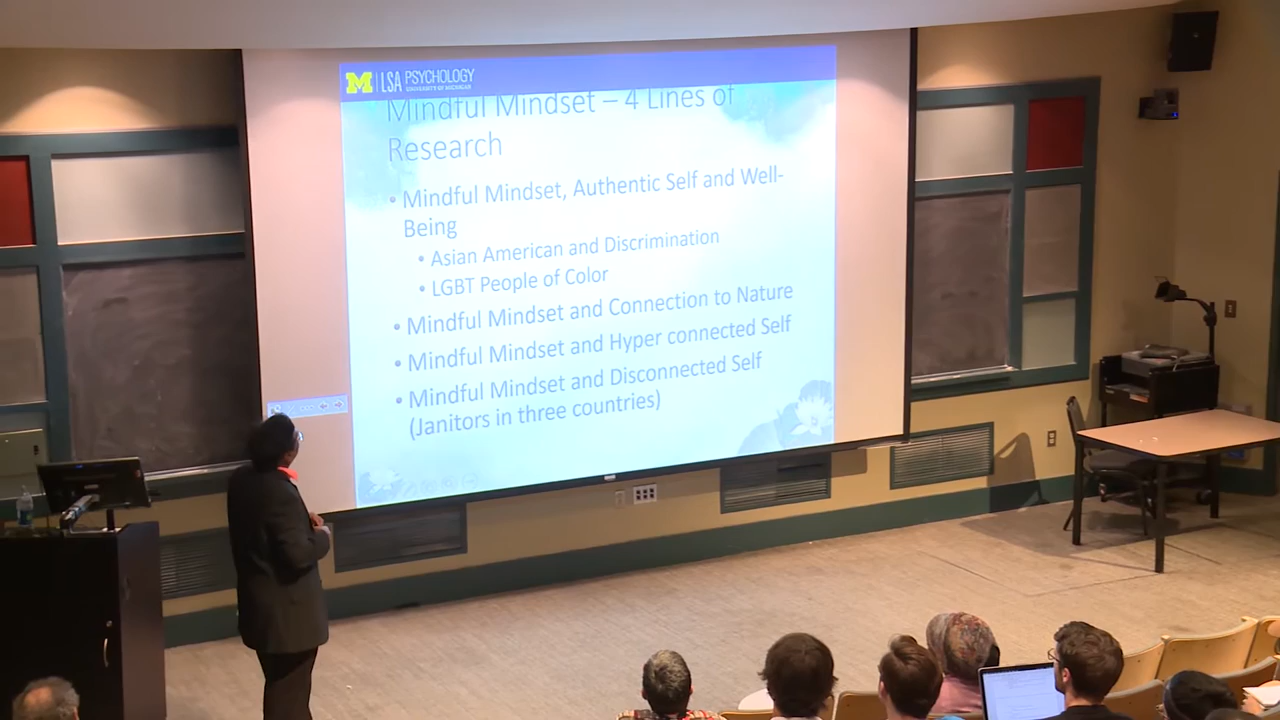 M LSA PSYCHOLOGY
UNIVERSITY OF MICHIGAN
Mindful Mindset – 4 Lines of
Research
• Mindful Mindset, Authentic Self and Well-
Being
• Asian American and Discrimination
• LGBT People of Color
• Mindful Mindset and Connection to Nature
• Mindful Mindset and Hyper connected Self
• Mindful Mindset and Disconnected Self
(Janitors in three countries)